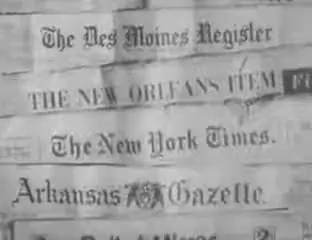 The Des Moines Register
THE NEW ORLEANS ITEM
The New York Times.
Arkansas Gazette.